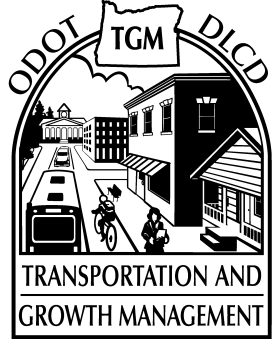 ODOT
TGM
DLCD
TRANSPORTATION AND
GROWTH MANAGEMENT